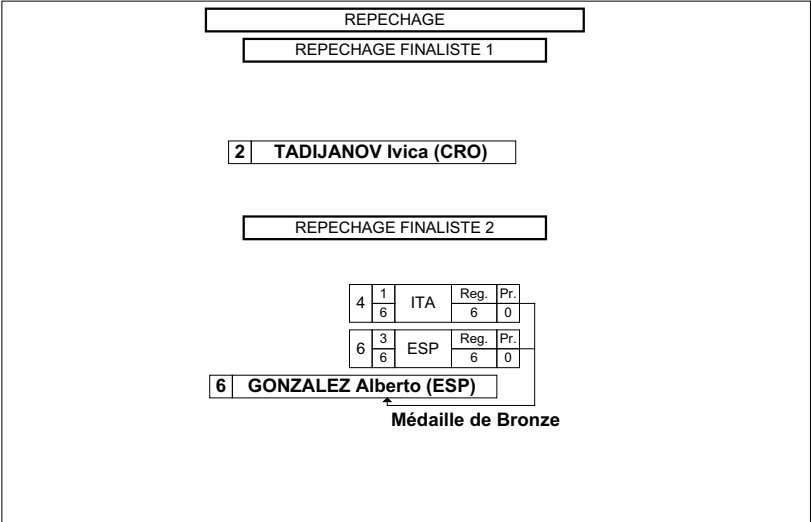 REPECHAGE
REPECHAGE FINALISTE 1
2 TADIJANOV Ivica (CRO)
REPECHAGE FINALISTE 2
4 1 6 ITA Reg. Pr. 6 0
6 3 6 ESP Reg. Pr. 6 0
6 GONZALEZ Alberto (ESP)
Médaille de Bronze